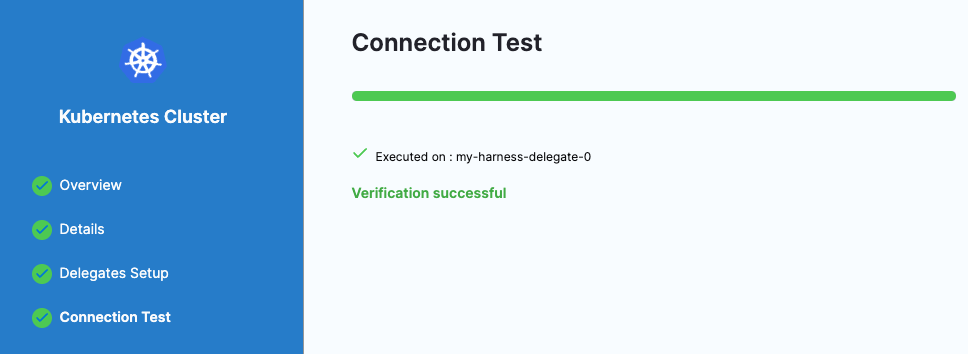 Kubernetes Cluster
Overview
Details
Delegates Setup
Connection Test
Connection Test
Executed on : my-harness-delegate-0
Verification successful